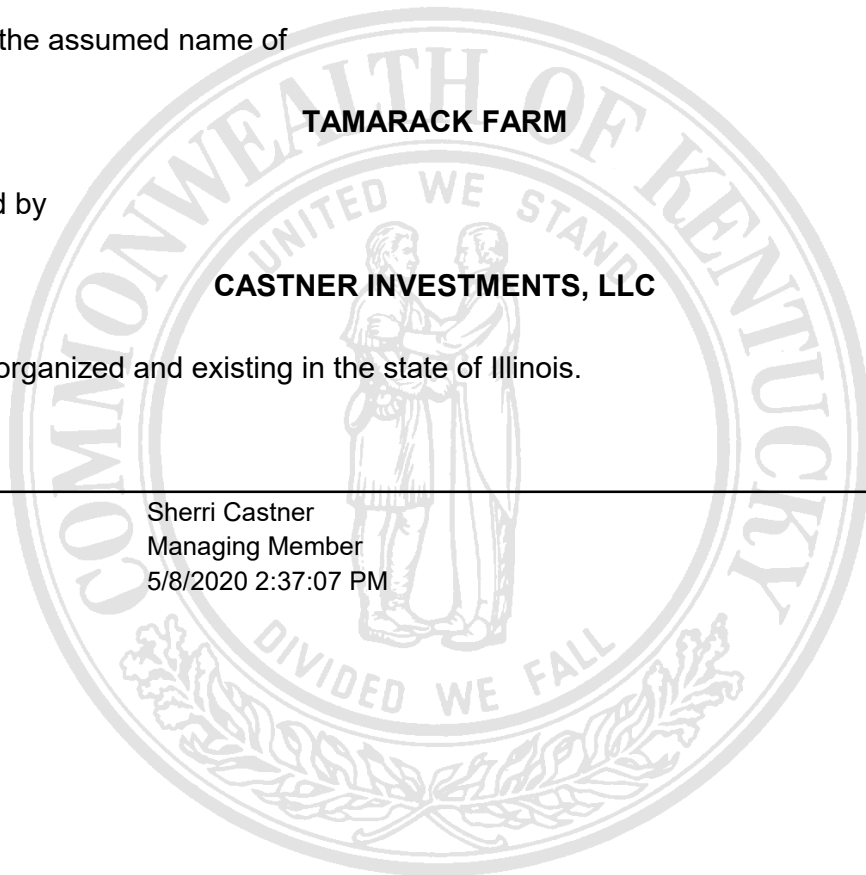 the assumed name of
TAMARACK FARM
d by
CASTNER INVESTMENTS, LLC
organized and existing in the state of Illinois.
Sherri Castner
Managing Member
5/8/2020 2:37:07 PM
COMMONWEALTH OF KENTUCKY
UNITED WE STAND
DIVIDED WE FALL